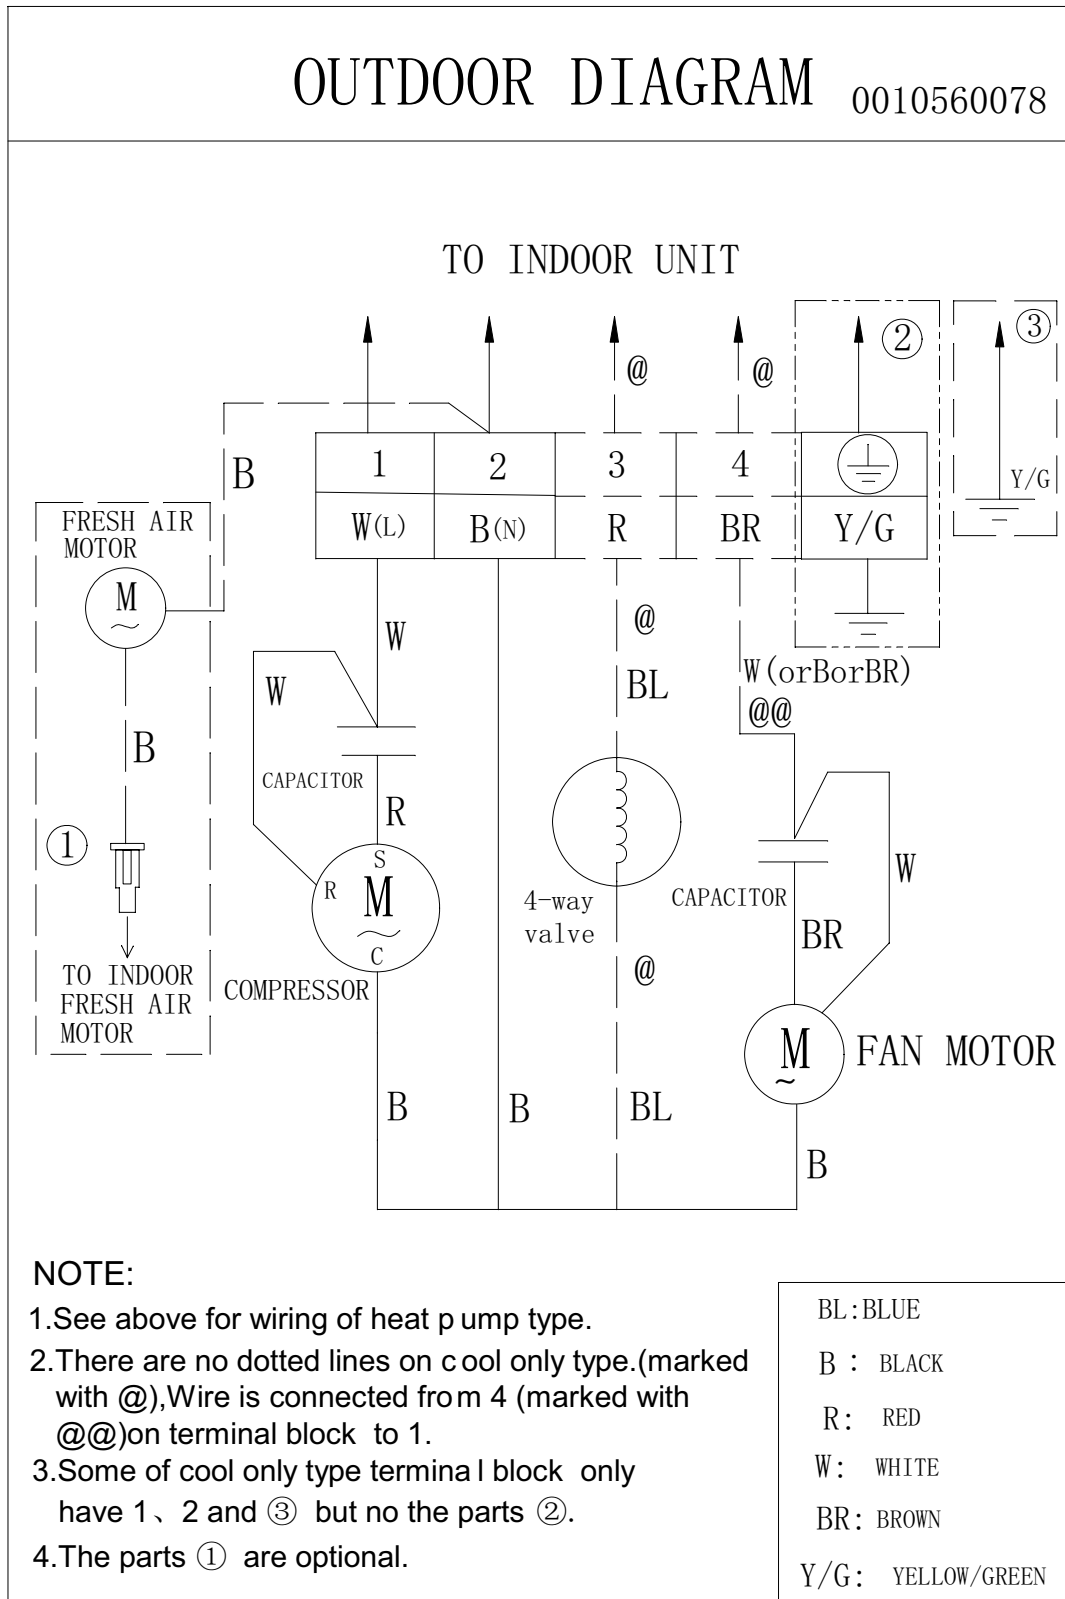 OUTDOOR DIAGRAM 0010560078
TO INDOOR UNIT
@ @ ② ③
B 1 2 3 4 Y/G
W(L) B(N) R BR Y/G
FRESH AIR
MOTOR
M
~
W
@
W(orBorBR)
@@
W
BL
B
CAPACITOR
R
①
S
R M
~
C
COMPRESSOR
4-way
valve
CAPACITOR
W
BR
@
TO INDOOR
FRESH AIR
MOTOR
M
~
FAN MOTOR
B B BL
B
NOTE:
1.See above for wiring of heat p ump type.
2.There are no dotted lines on c ool only type.(marked
with @),Wire is connected from 4 (marked with
@@)on terminal block to 1.
3.Some of cool only type termina l block only
have 1、2 and ③ but no the parts ②.
4.The parts ① are optional.
BL:BLUE
B : BLACK
R: RED
W: WHITE
BR: BROWN
Y/G: YELLOW/GREEN